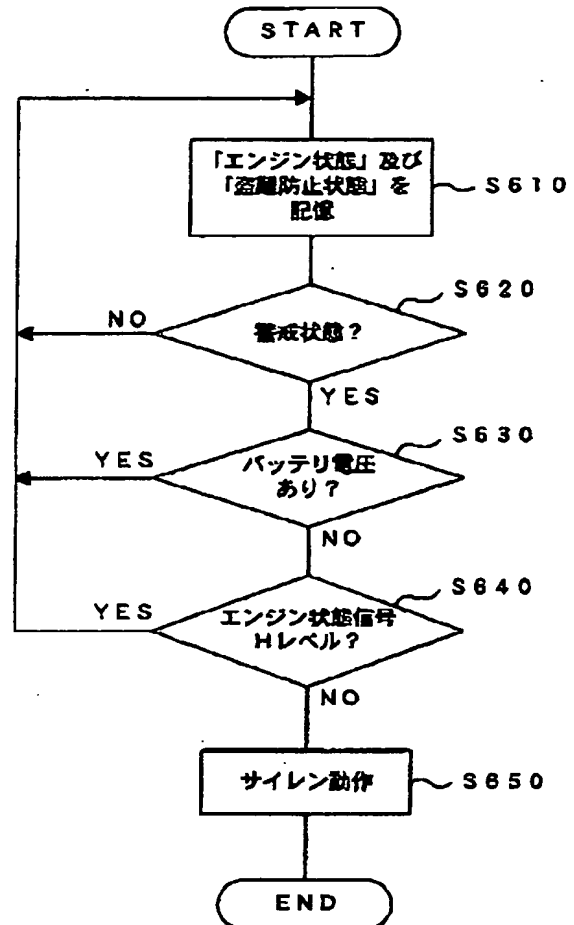 START
「エンジン状態」及び
「盗難防止状態」を
記憶
S610
S620
警戒状態？
NO
YES
S630
バッテリ電圧
あり？
YES
NO
S640
エンジン状態信号
Hレベル？
YES
NO
サイレン動作
S650
END